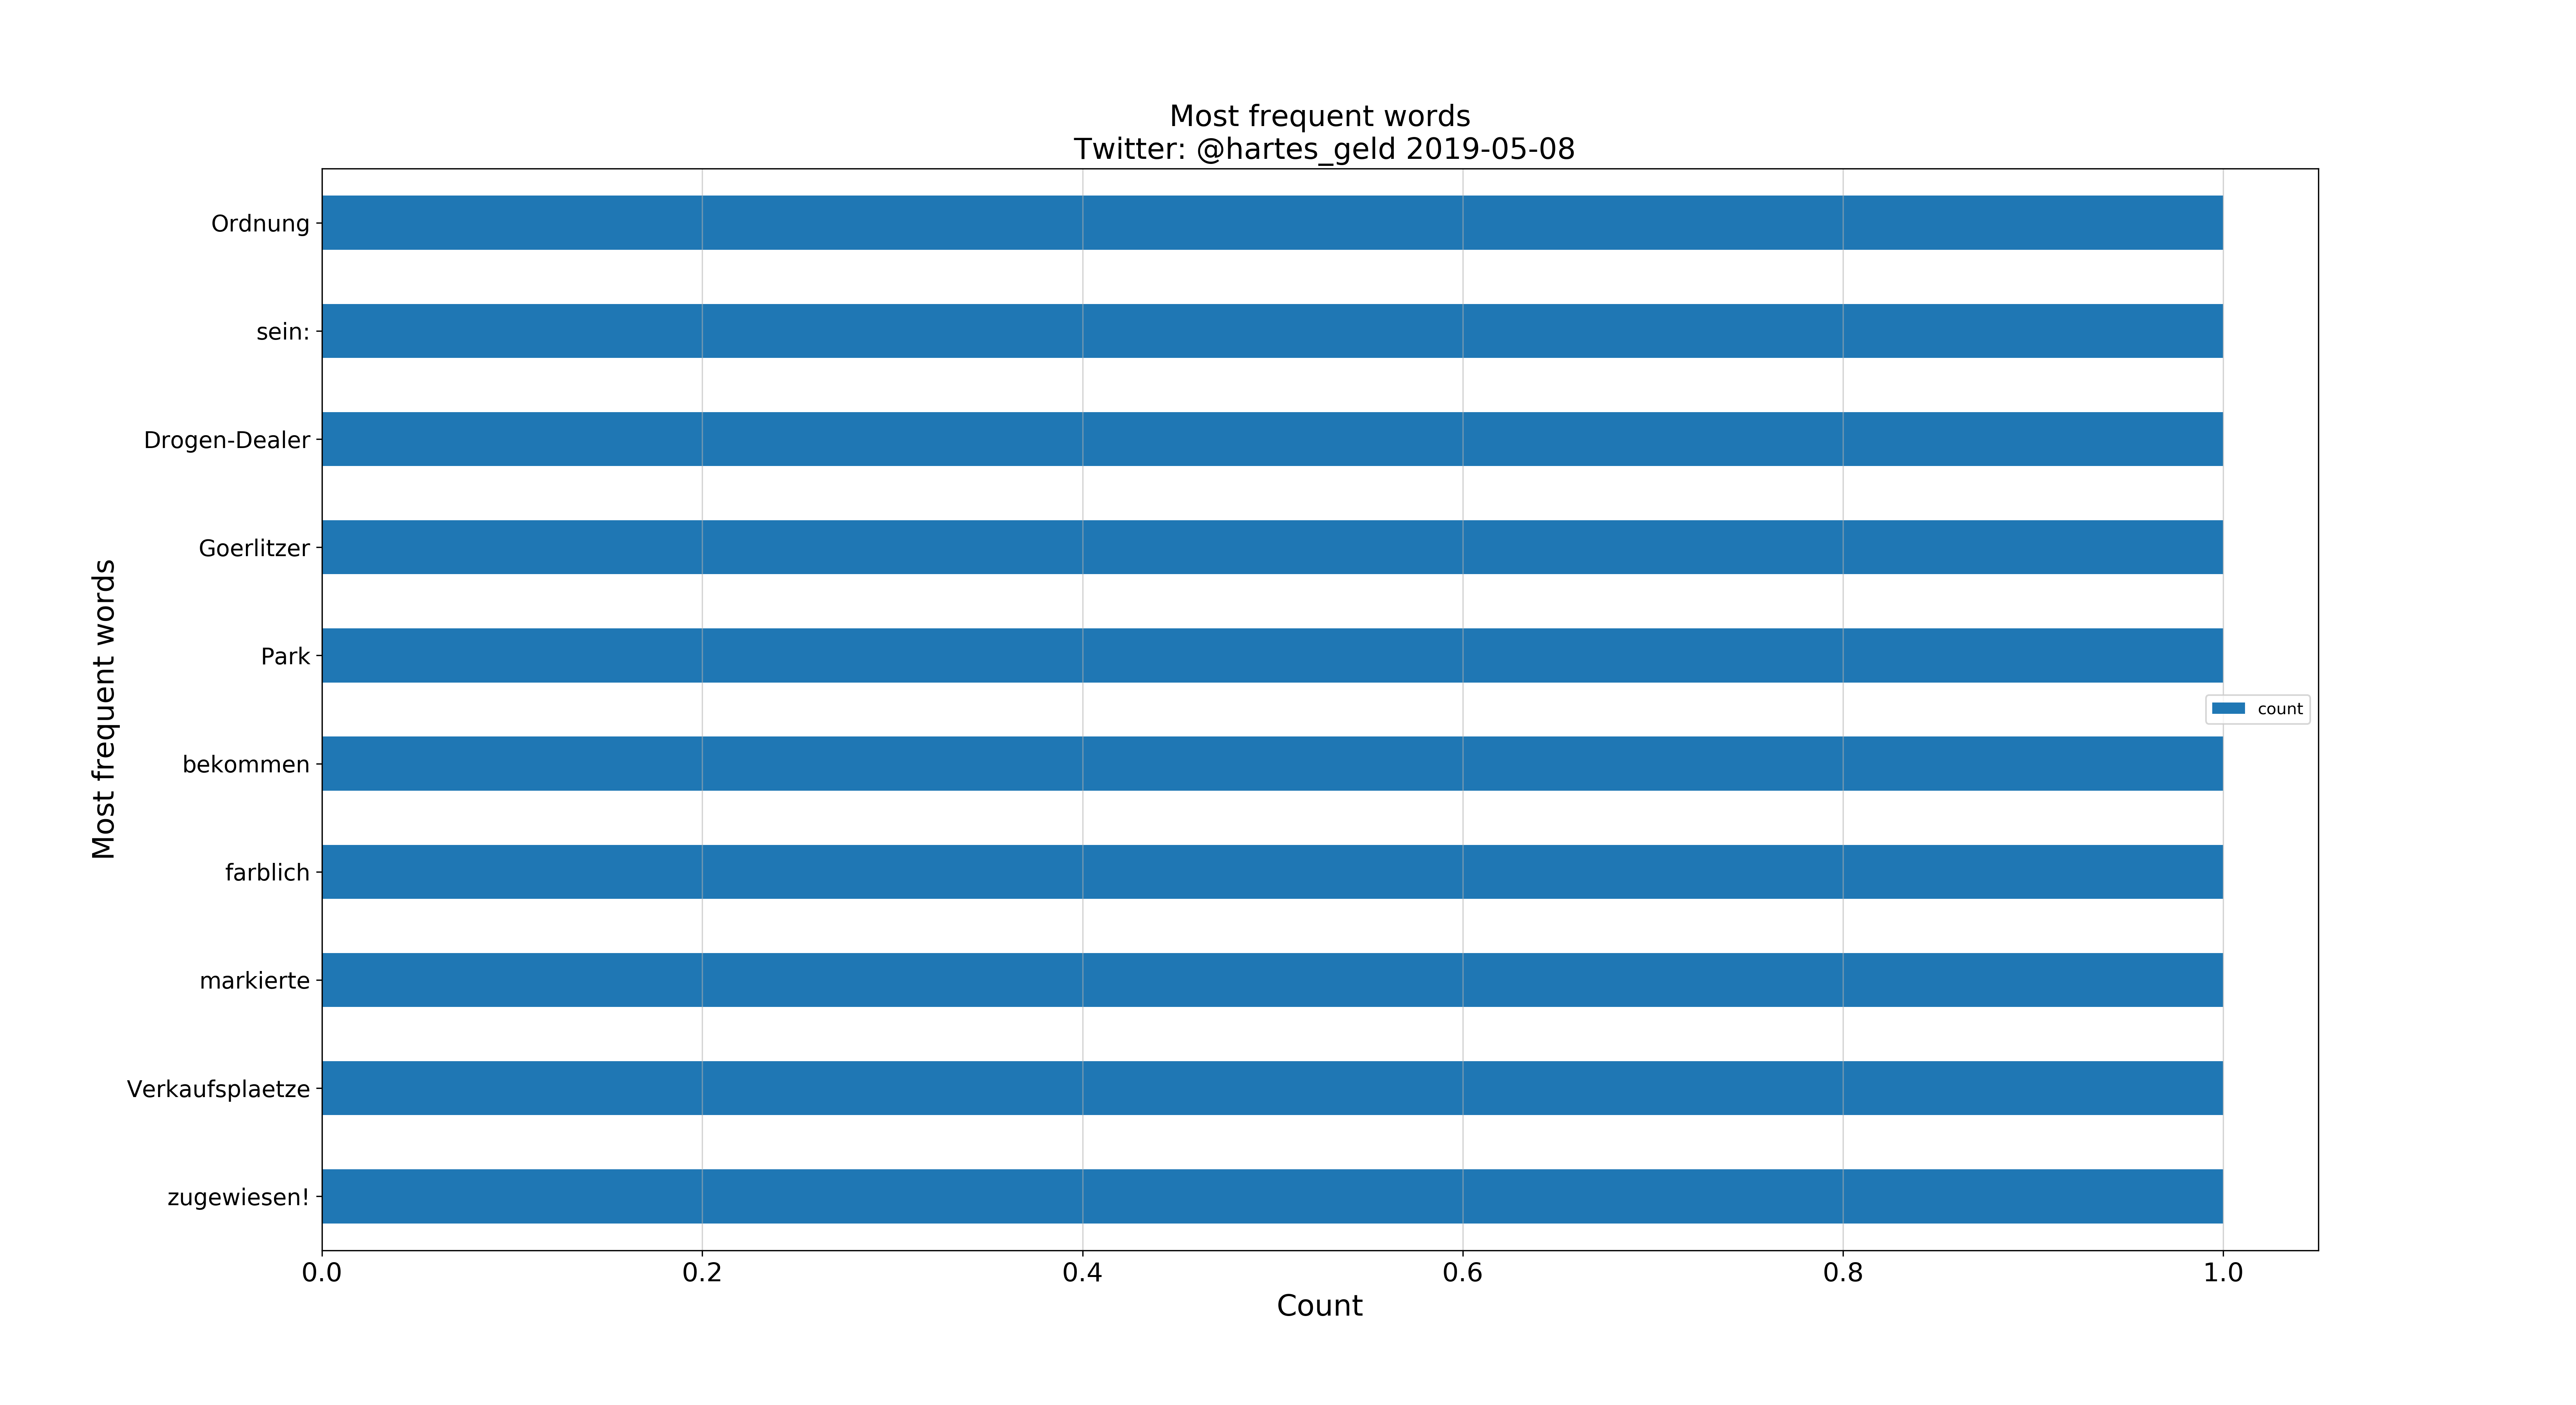 Most frequent words
Twitter: @hartes_geld 2019-05-08
Most frequent words
Ordnung
sein:
Drogen-Dealer
Goerlitzer
Park
bekommen
farblich
markierte
Verkaufsplaetze
zugewiesen!
count
0.0 0.2 0.4 0.6 0.8 1.0
Count